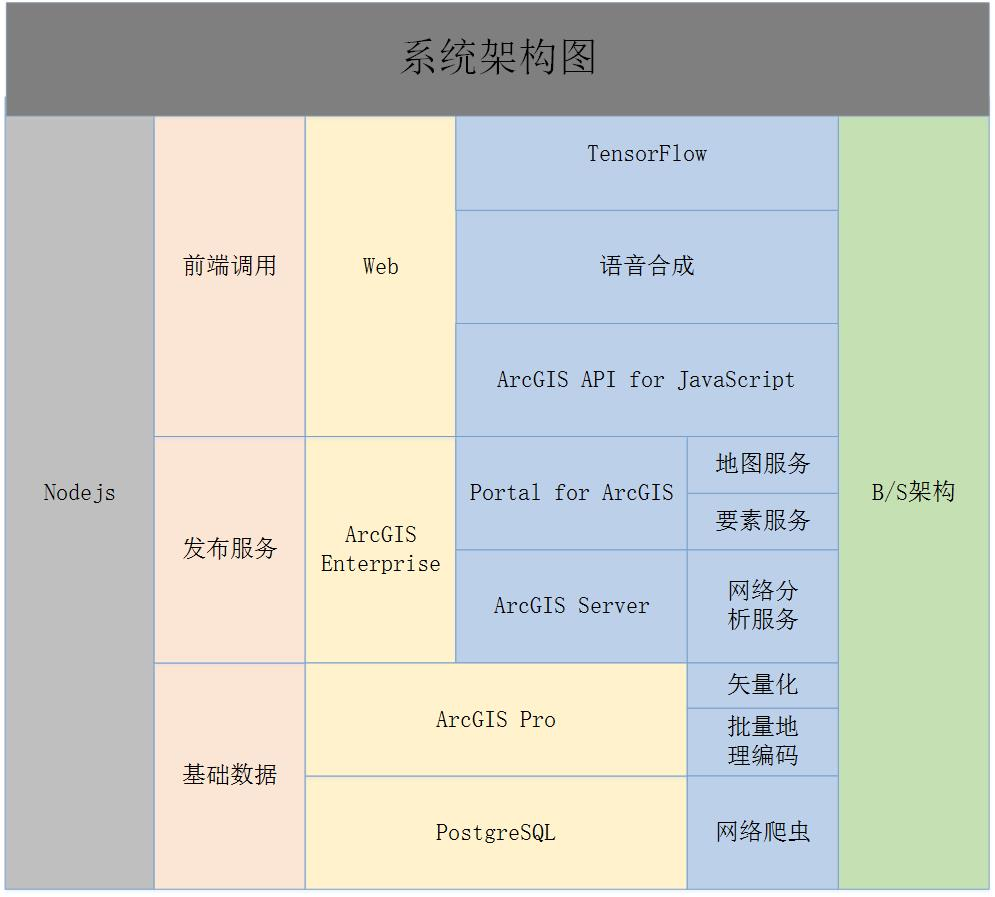 系统架构图
Nodejs
前端调用
Web
TensorFlow
语音合成
ArcGIS API for JavaScript
发布服务
ArcGIS
Enterprise
Portal for ArcGIS
地图服务
要素服务
ArcGIS Server
网络分
析服务
基础数据
ArcGIS Pro
矢量化
批量地
理编码
PostgreSQL
网络爬虫
B/S架构